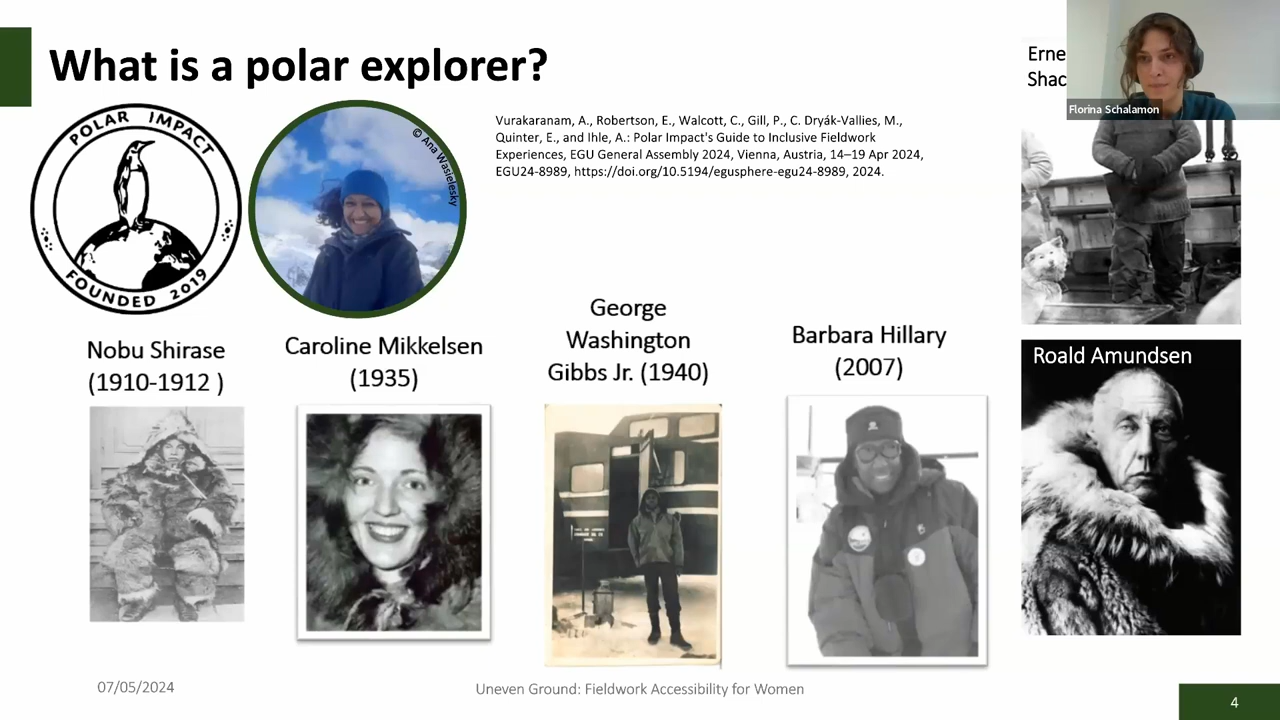 What is a polar explorer?
POLAR IMPACT
FOUNDED 2019
© Ana Wasielesky
Vurakaranam, A., Robertson, E., Walcott, C., Gill, P., C. Dryák-Vallies, M.,
Quinter, E., and Ihle, A.: Polar Impact's Guide to Inclusive Fieldwork
Experiences, EGU General Assembly 2024, Vienna, Austria, 14–19 Apr 2024,
EGU24-8989, https://doi.org/10.5194/egusphere-egu24-8989, 2024.
Erne
Shac
Florina Schalamon
Nobu Shirase
(1910-1912 )
Caroline Mikkelsen
(1935)
George
Washington
Gibbs Jr. (1940)
Barbara Hillary
(2007)
Roald Amundsen
07/05/2024
Uneven Ground: Fieldwork Accessibility for Women
4